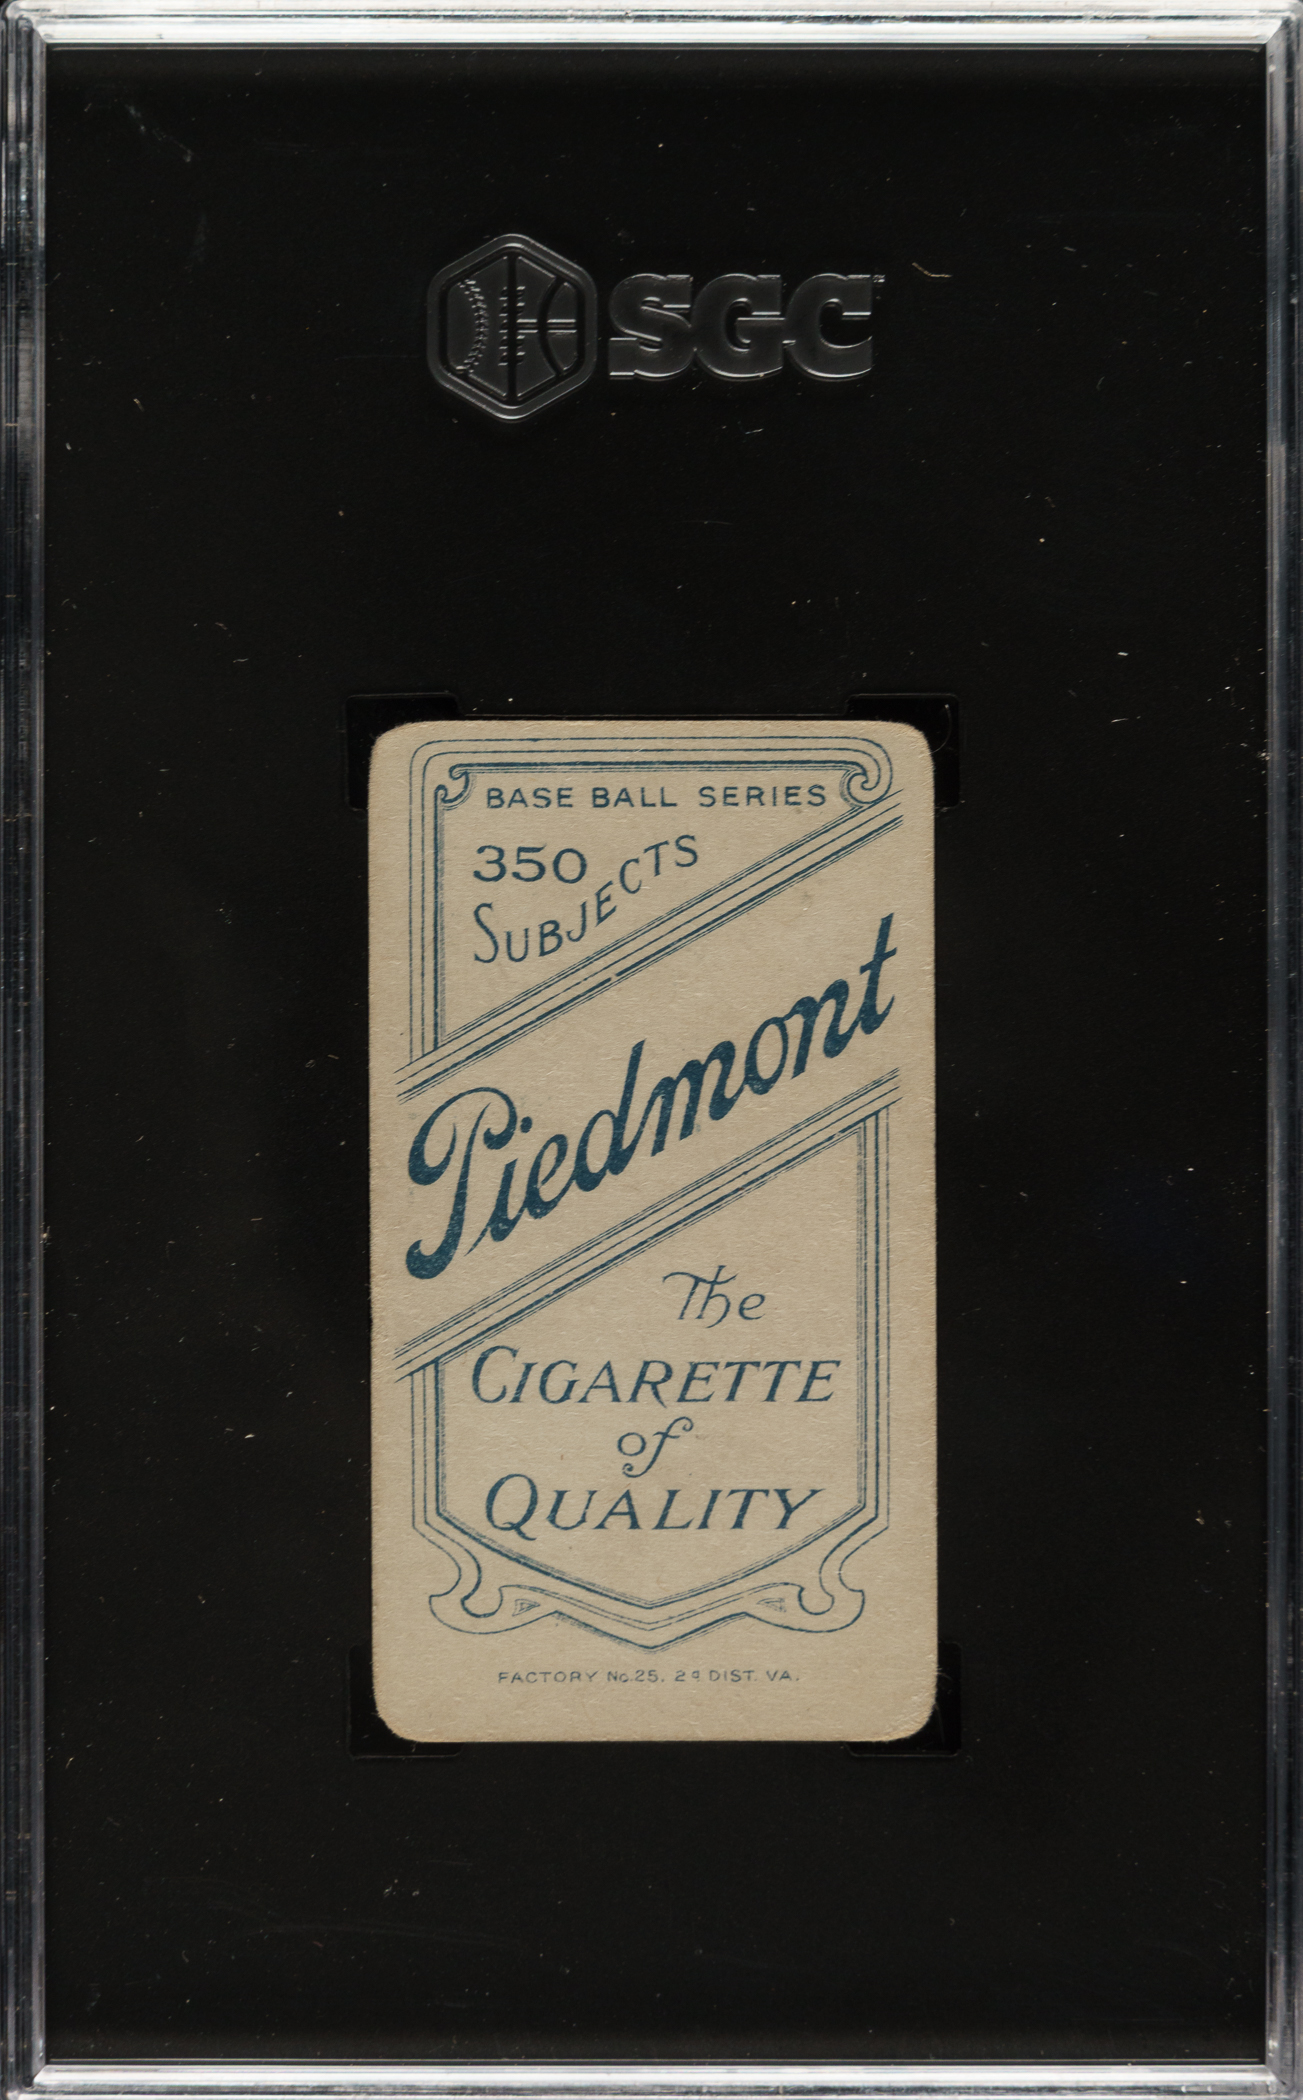 SGC
BASE BALL SERIES
350
SUBJECTS
Piedmont
The
CIGARETTE
of
QUALITY
FACTORY No. 25, 2d DIST. VA.